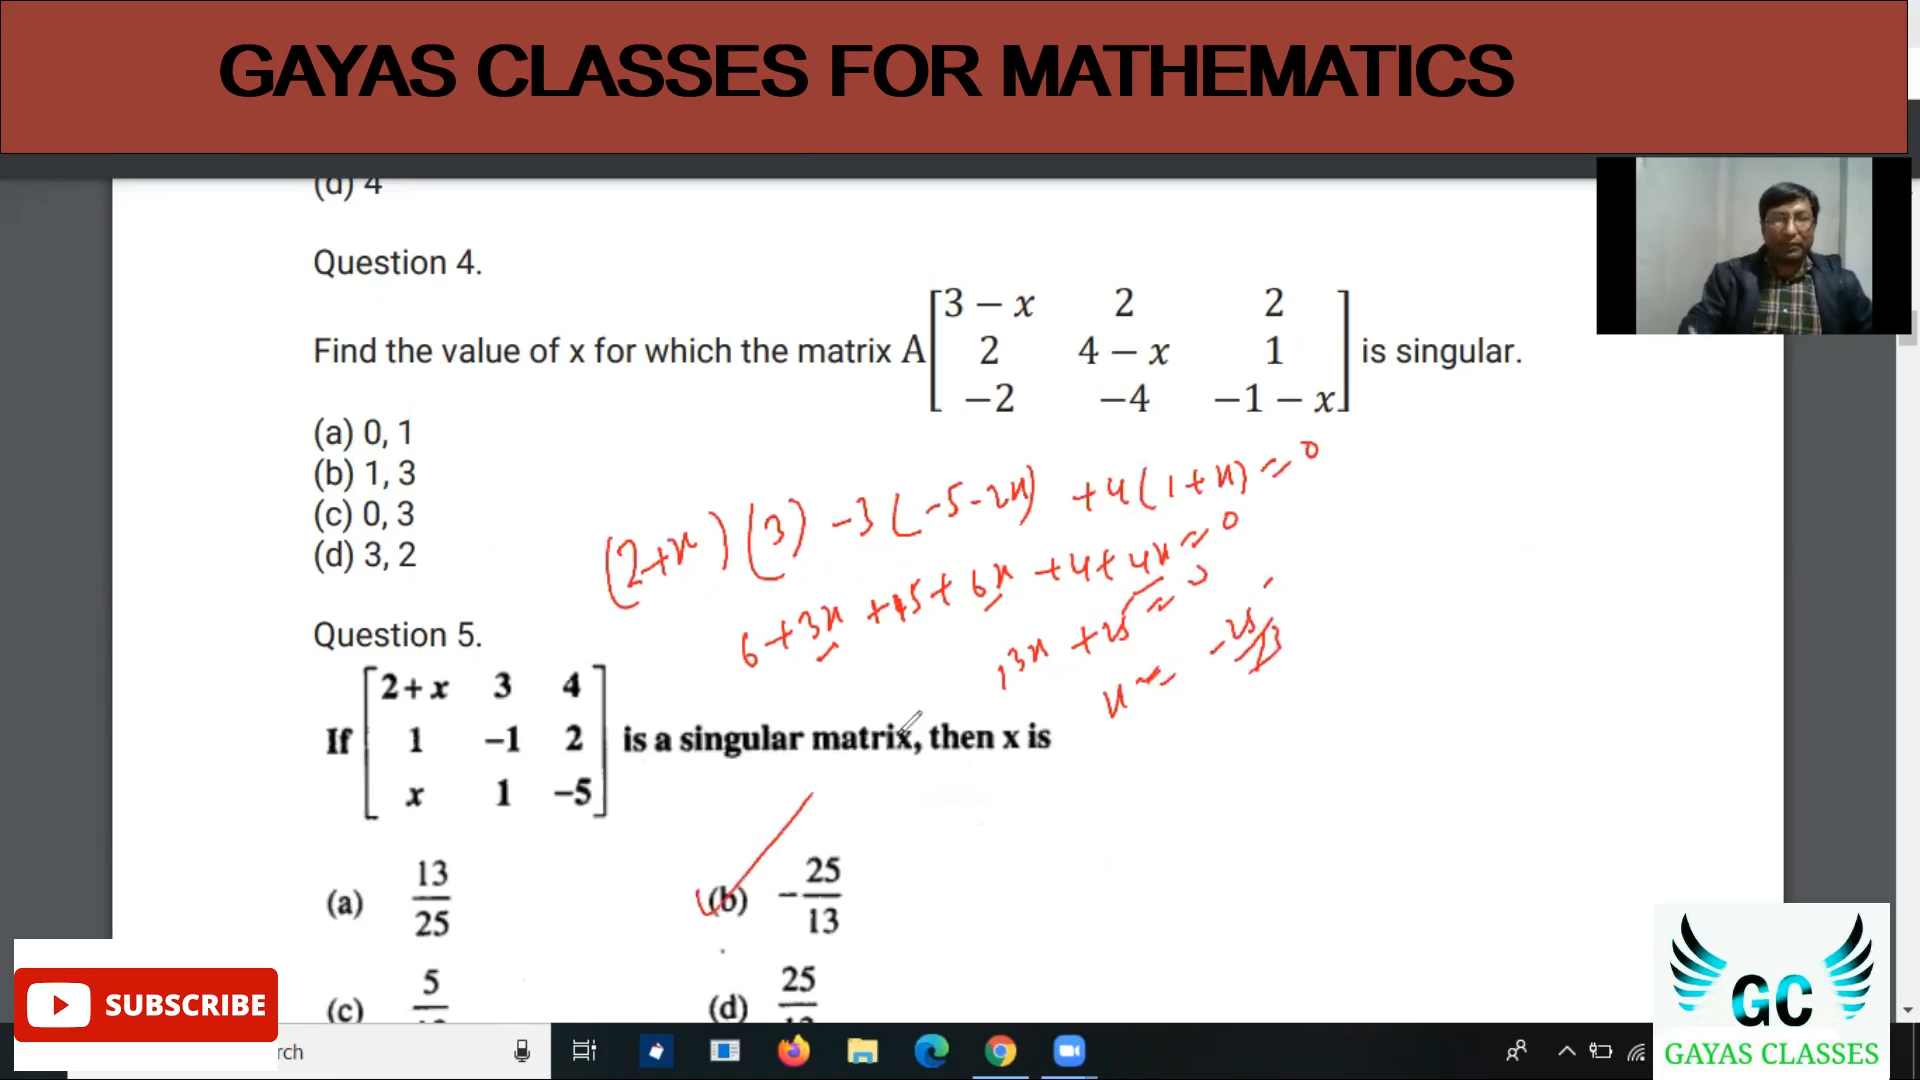 GAYAS CLASSES FOR MATHEMATICS
(d) 4
Question 4.
Find the value of x for which the matrix A [3 − x 2 2
2 4 − x 1
−2 −4 −1 − x] is singular.
(a) 0, 1
(b) 1, 3
(c) 0, 3
(d) 3, 2
(2+x) (3) -3 (-5-2x) +4(1+x) = 0
6+3x +15+6x +4+4x = 0
13x +25 = 0
x = -25/13
Question 5.
If [2+x 3 4
1 −1 2
x 1 −5] is a singular matrix, then x is
(a) 13/25
(b) −25/13
(c) 5
(d) 25
SUBSCRIBE
rch
GC
GAYAS CLASSES